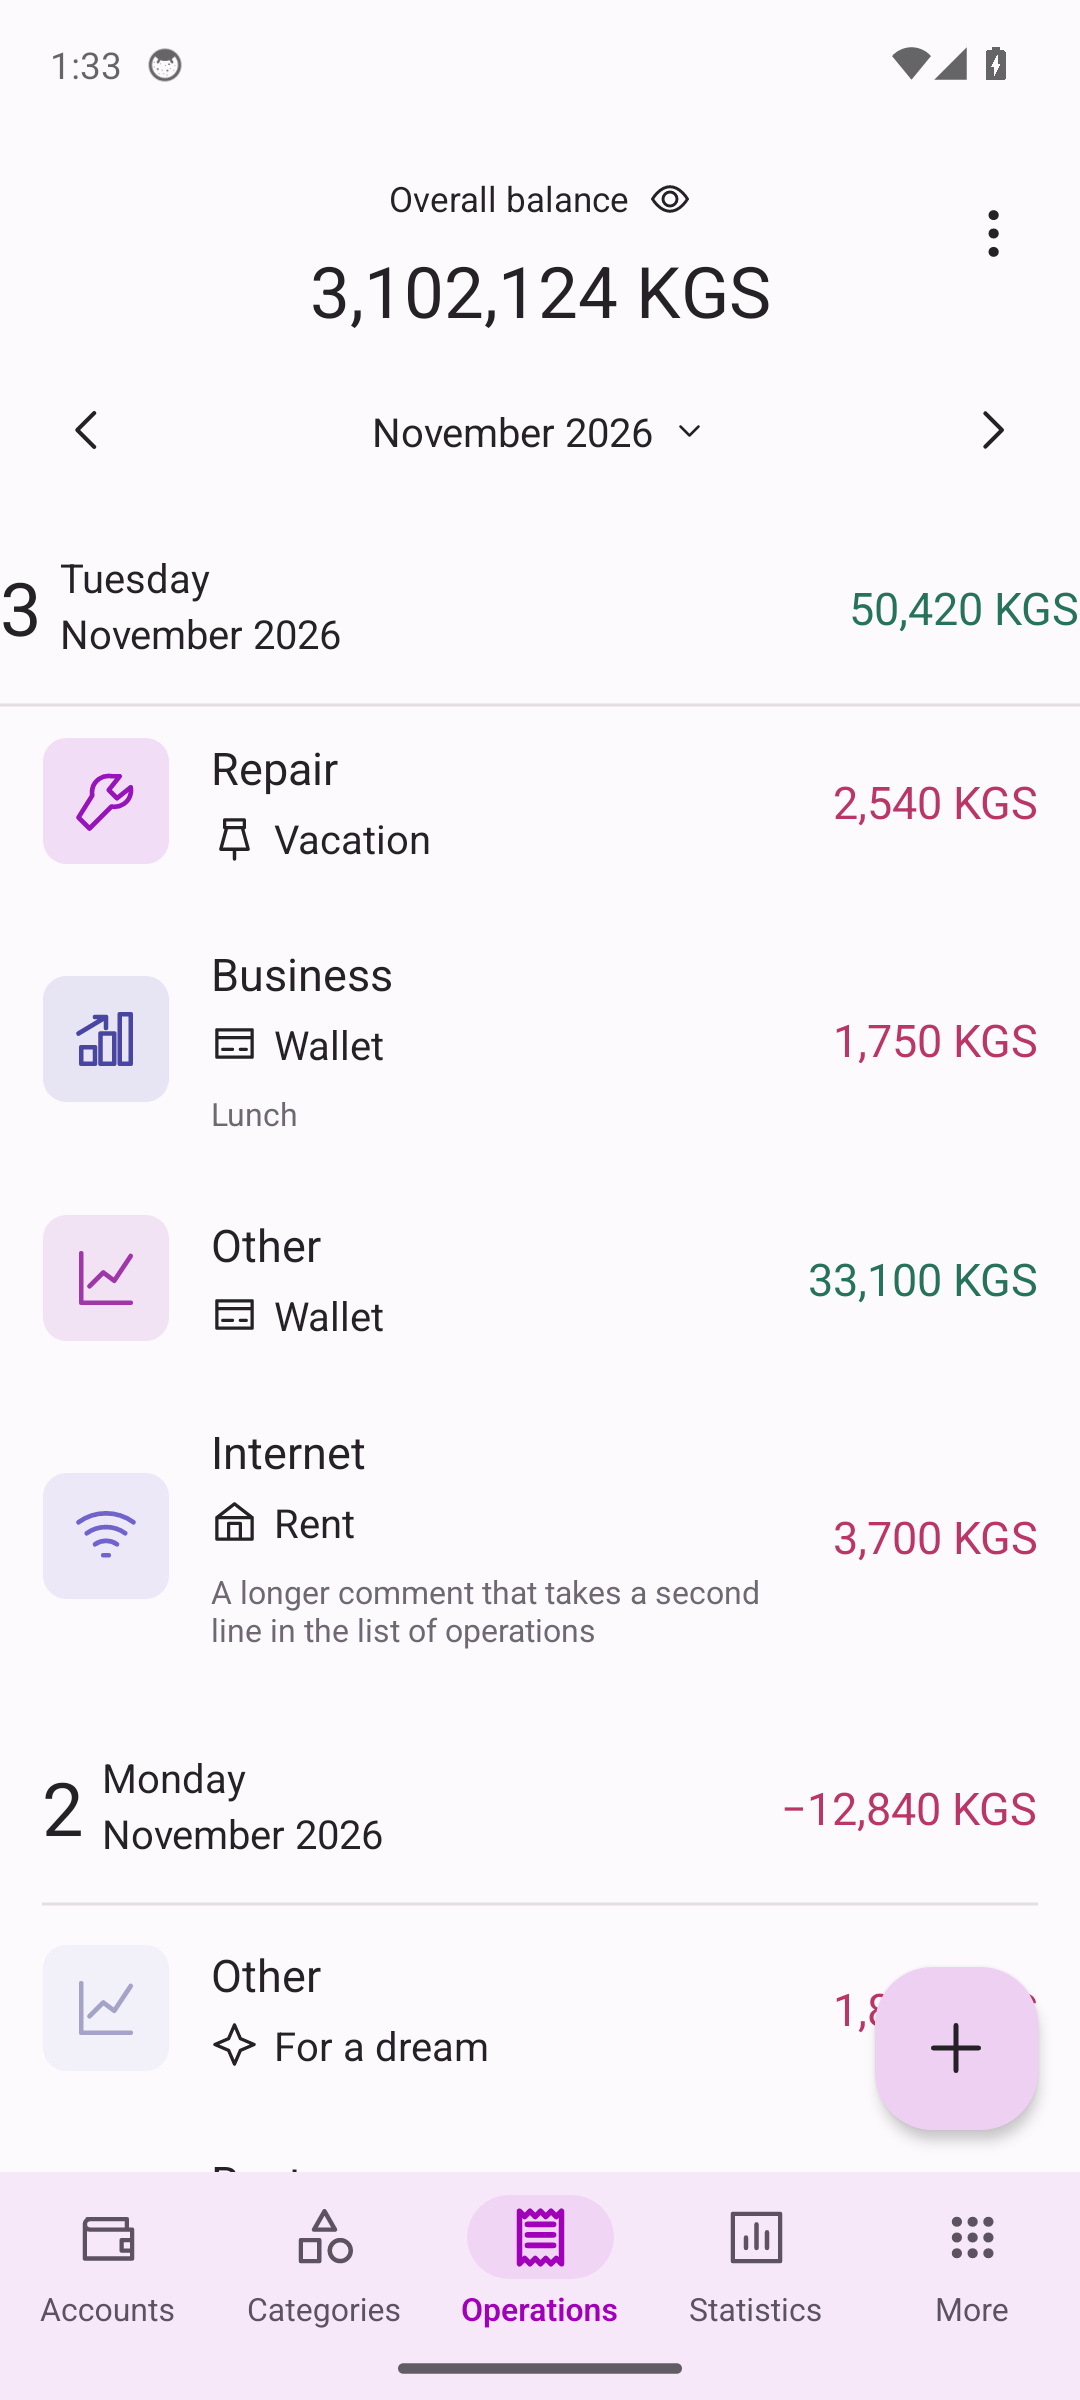 1:33
Overall balance
3,102,124 KGS
November 2026
3
Tuesday
November 2026
50,420 KGS
Repair
Vacation
2,540 KGS
Business
Wallet
Lunch
1,750 KGS
Other
Wallet
33,100 KGS
Internet
Rent
A longer comment that takes a second
line in the list of operations
3,700 KGS
2
Monday
November 2026
−12,840 KGS
Other
For a dream
Accounts
Categories
Operations
Statistics
More